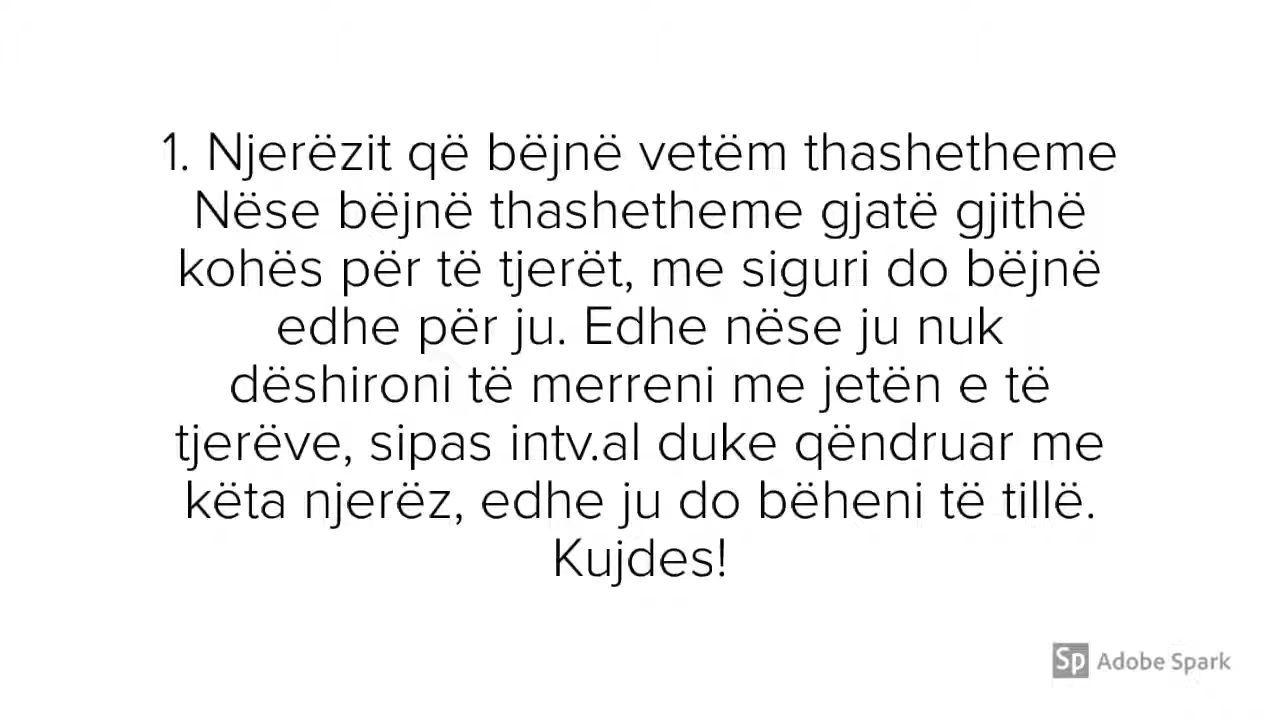 1. Njerëzit që bëjnë vetëm thashetheme
Nëse bëjnë thashetheme gjatë gjithë
kohës për të tjerët, me siguri do bëjnë
edhe për ju. Edhe nëse ju nuk
dëshironi të merreni me jetën e të
tjerëve, sipas intv.al duke qëndruar me
këta njerëz, edhe ju do bëheni të tillë.
Kujdes!
Sp Adobe Spark